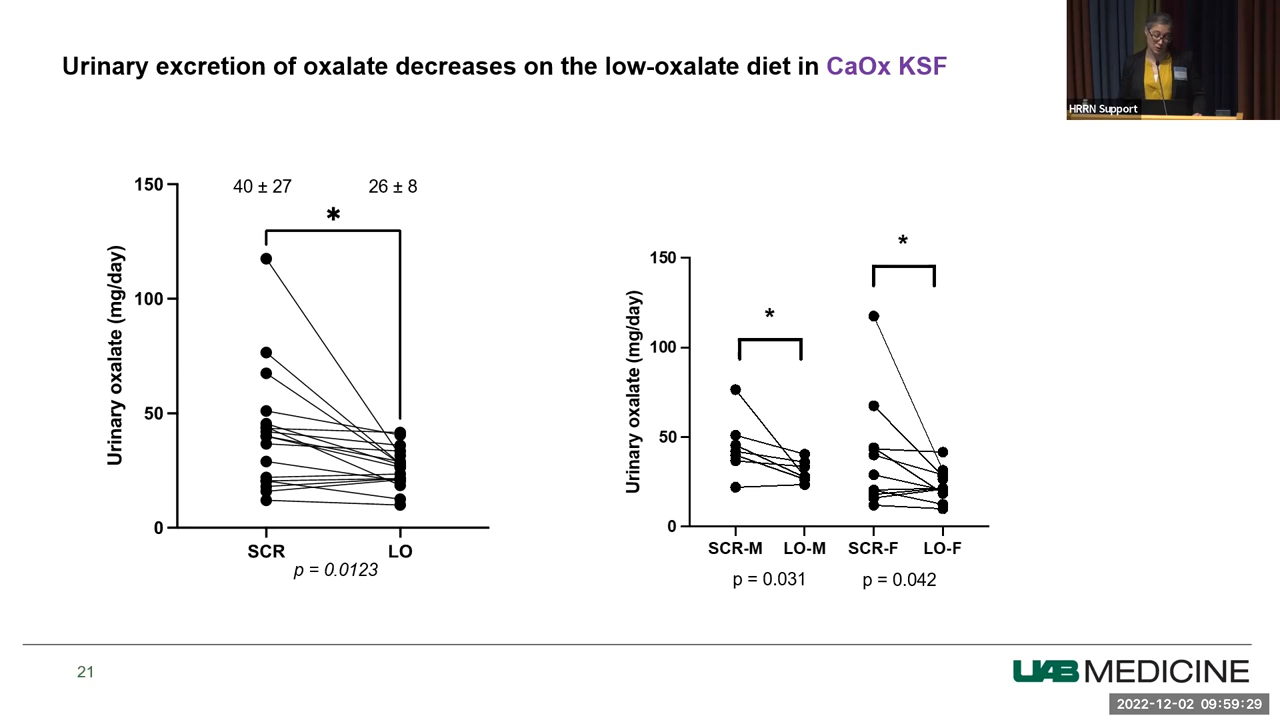 Urinary excretion of oxalate decreases on the low-oxalate diet in CaOx KSF
HRRN Support
40 ± 27
26 ± 8
*
150
100
50
0
Urinary oxalate (mg/day)
SCR
LO
p = 0.0123
*
*
150
100
50
0
Urinary oxalate (mg/day)
SCR-M
LO-M
SCR-F
LO-F
p = 0.031
p = 0.042
21
UAB MEDICINE
2022-12-02 09:59:29